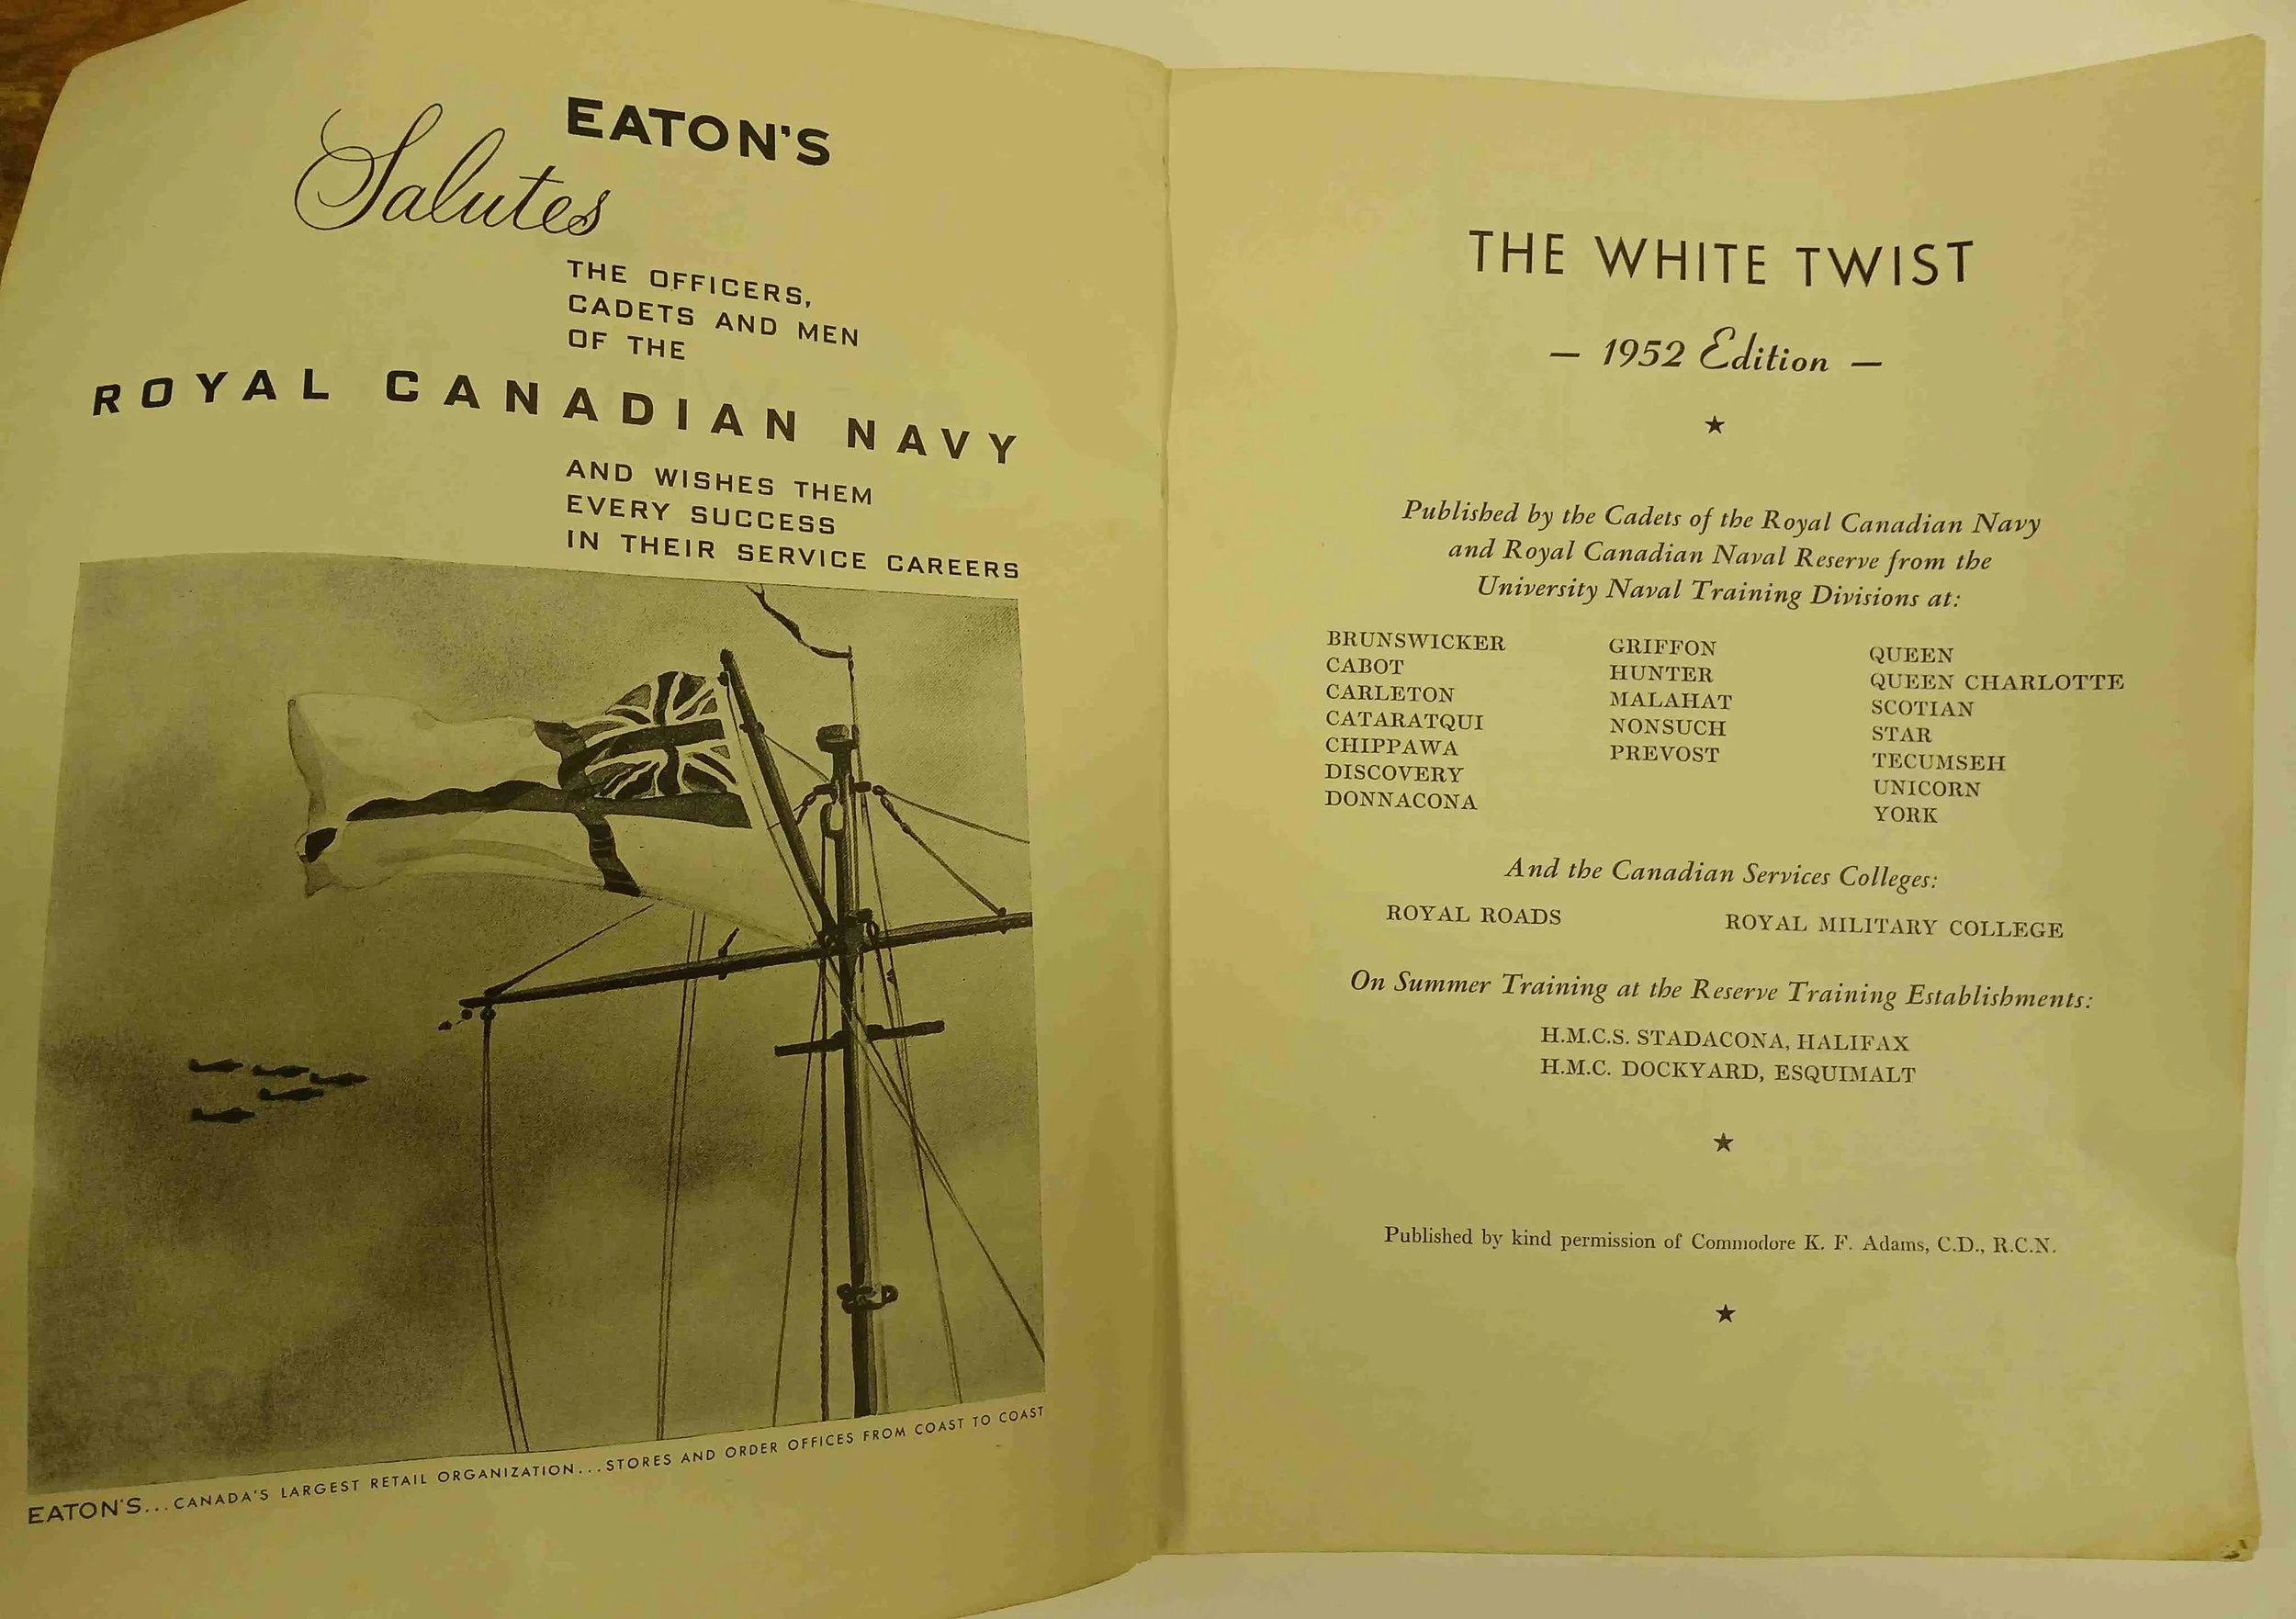 EATON'S
Salutes
THE OFFICERS,
CADETS AND MEN
OF THE
ROYAL CANADIAN NAVY
AND WISHES THEM
EVERY SUCCESS
IN THEIR SERVICE CAREERS
EATON'S...CANADA'S LARGEST RETAIL ORGANIZATION...STORES AND ORDER OFFICES FROM COAST TO COAST
THE WHITE TWIST
— 1952 Edition —
Published by the Cadets of the Royal Canadian Navy
and Royal Canadian Naval Reserve from the
University Naval Training Divisions at:
BRUNSWICKER
CABOT
CARLETON
CATARATQUI
CHIPPAWA
DISCOVERY
DONNACONA
GRIFFON
HUNTER
MALAHAT
NONSUCH
PREVOST
QUEEN
QUEEN CHARLOTTE
SCOTIAN
STAR
TECUMSEH
UNICORN
YORK
And the Canadian Services Colleges:
ROYAL ROADS ROYAL MILITARY COLLEGE
On Summer Training at the Reserve Training Establishments:
H.M.C.S. STADACONA, HALIFAX
H.M.C. DOCKYARD, ESQUIMALT
Published by kind permission of Commodore K. F. Adams, C.D., R.C.N.